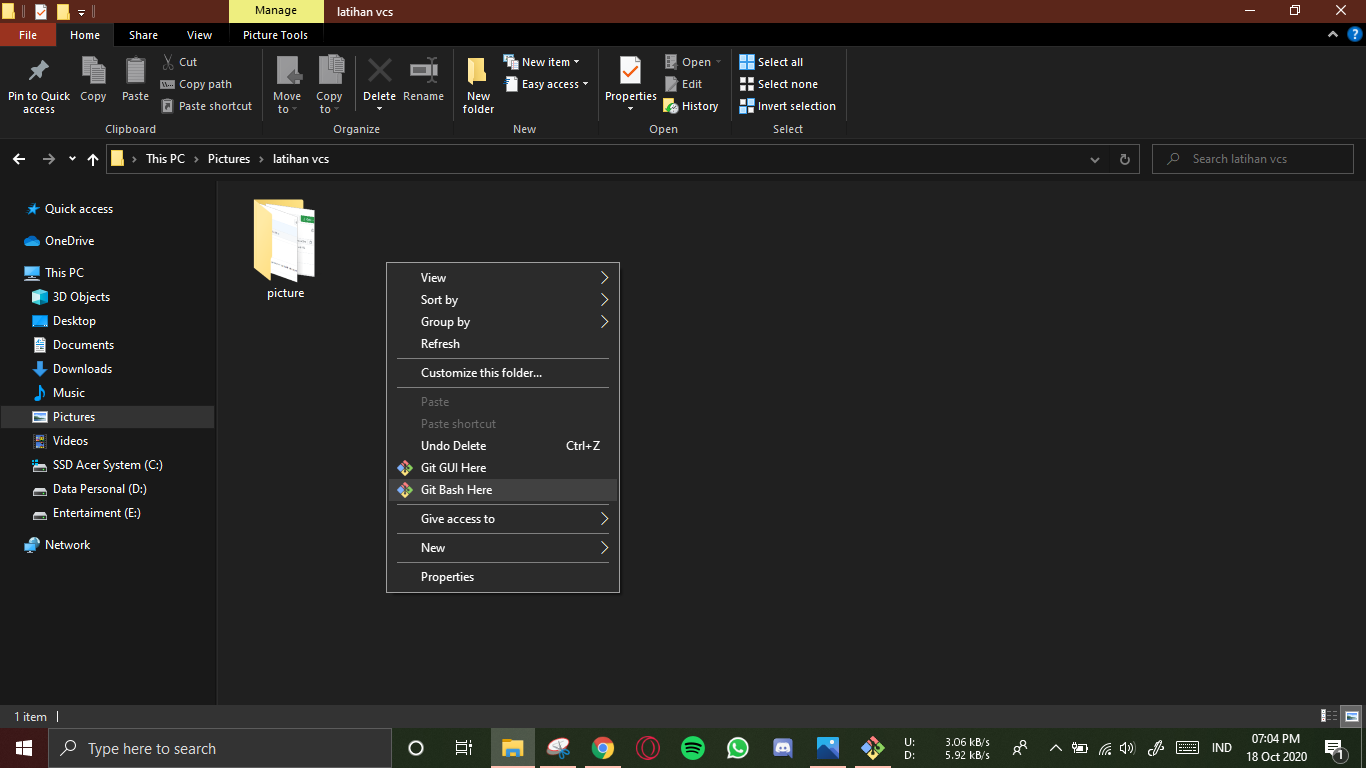 Manage
latihan vcs
File
Home
Share
View
Picture Tools
Pin to Quick access
Copy
Paste
Cut
Copy path
Paste shortcut
Clipboard
Move to
Copy to
Delete
Rename
Organize
New folder
New item
Easy access
New
Properties
Open
Edit
History
Open
Select all
Select none
Invert selection
Select
This PC
Pictures
latihan vcs
Search latihan vcs
Quick access
OneDrive
This PC
3D Objects
Desktop
Documents
Downloads
Music
Pictures
Videos
SSD Acer System (C:)
Data Personal (D:)
Entertaiment (E:)
Network
picture
View
Sort by
Group by
Refresh
Customize this folder...
Paste
Paste shortcut
Undo Delete Ctrl+Z
Git GUI Here
Git Bash Here
Give access to
New
Properties
1 item
Type here to search
U: 3.06 kB/s
D: 5.92 kB/s
IND
07:04 PM
18 Oct 2020
1